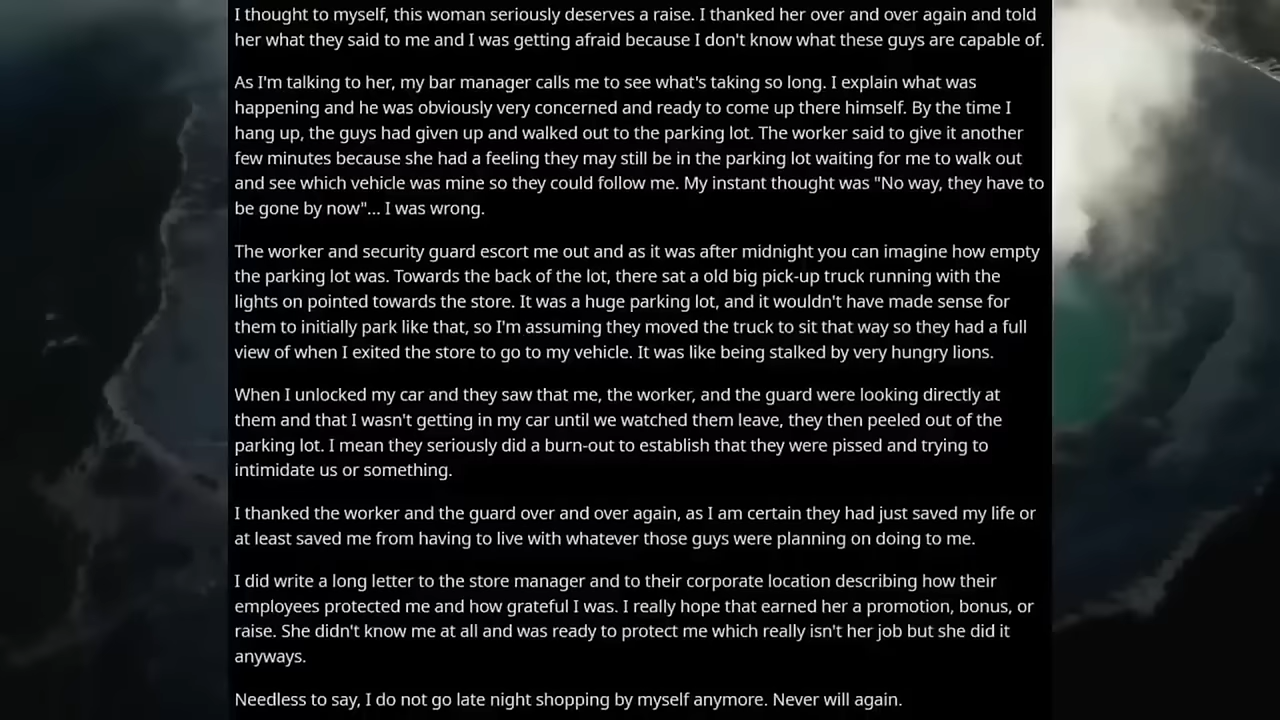 I thought to myself, this woman seriously deserves a raise. I thanked her over and over again and told
her what they said to me and I was getting afraid because I don't know what these guys are capable of.
As I'm talking to her, my bar manager calls me to see what's taking so long. I explain what was
happening and he was obviously very concerned and ready to come up there himself. By the time I
hang up, the guys had given up and walked out to the parking lot. The worker said to give it another
few minutes because she had a feeling they may still be in the parking lot waiting for me to walk out
and see which vehicle was mine so they could follow me. My instant thought was "No way, they have to
be gone by now"... I was wrong.
The worker and security guard escort me out and as it was after midnight you can imagine how empty
the parking lot was. Towards the back of the lot, there sat a old big pick-up truck running with the
lights on pointed towards the store. It was a huge parking lot, and it wouldn't have made sense for
them to initially park like that, so I'm assuming they moved the truck to sit that way so they had a full
view of when I exited the store to go to my vehicle. It was like being stalked by very hungry lions.
When I unlocked my car and they saw that me, the worker, and the guard were looking directly at
them and that I wasn't getting in my car until we watched them leave, they then peeled out of the
parking lot. I mean they seriously did a burn-out to establish that they were pissed and trying to
intimidate us or something.
I thanked the worker and the guard over and over again, as I am certain they had just saved my life or
at least saved me from having to live with whatever those guys were planning on doing to me.
I did write a long letter to the store manager and to their corporate location describing how their
employees protected me and how grateful I was. I really hope that earned her a promotion, bonus, or
raise. She didn't know me at all and was ready to protect me which really isn't her job but she did it
anyways.
Needless to say, I do not go late night shopping by myself anymore. Never will again.